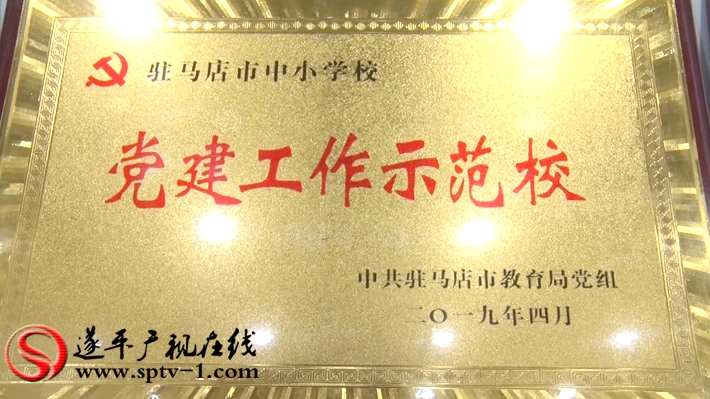 驻马店市中小学校
党建工作示范校
中共驻马店市教育局党组
二〇一九年四月
遂平广视在线
www.sptv-1.com